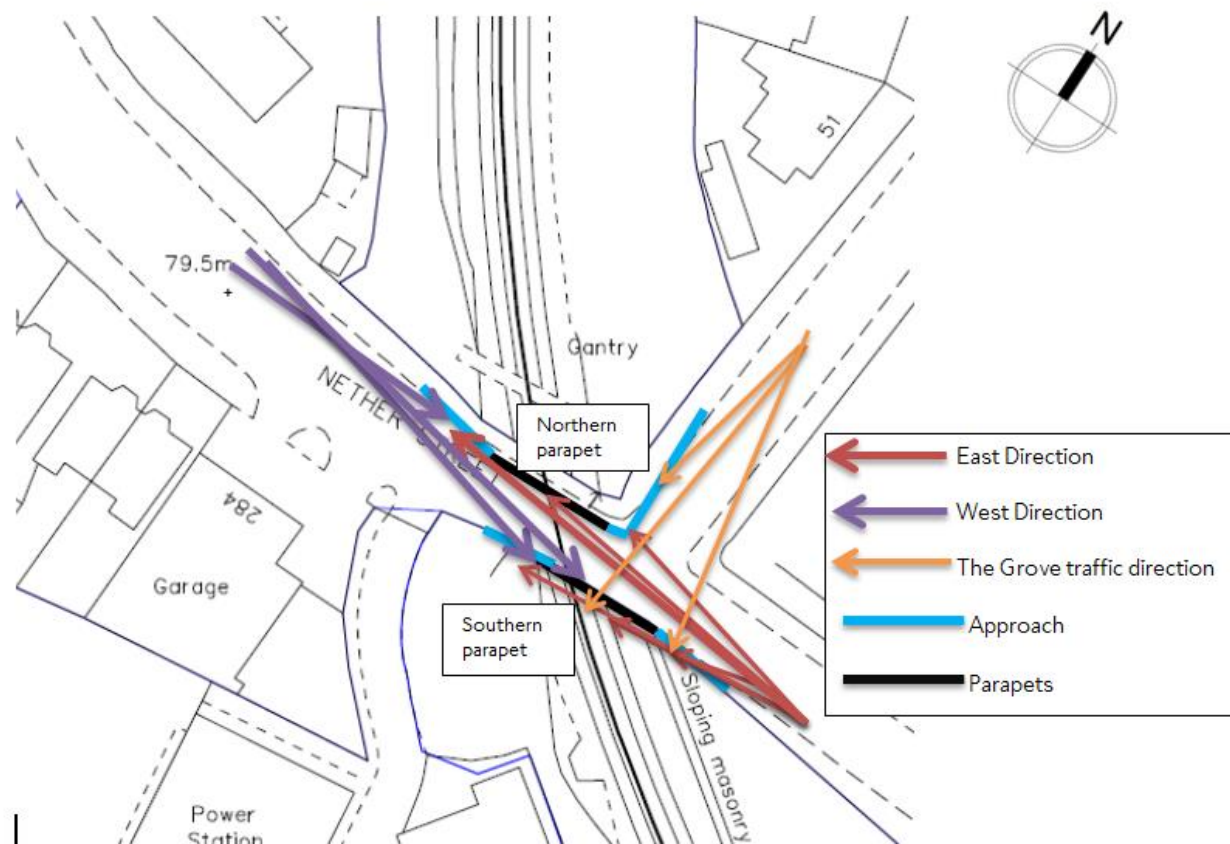 N
51
79.5m
Gantry
NETHER STREET
Northern
parapet
East Direction
West Direction
The Grove traffic direction
Approach
Parapets
284
Garage
Southern
parapet
Sloping masonry
Power
Station